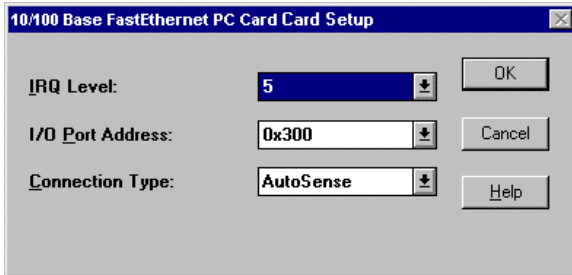 10/100 Base FastEthernet PC Card Card Setup
IRQ Level: 5 OK
I/O Port Address: 0x300 Cancel
Connection Type: AutoSense Help